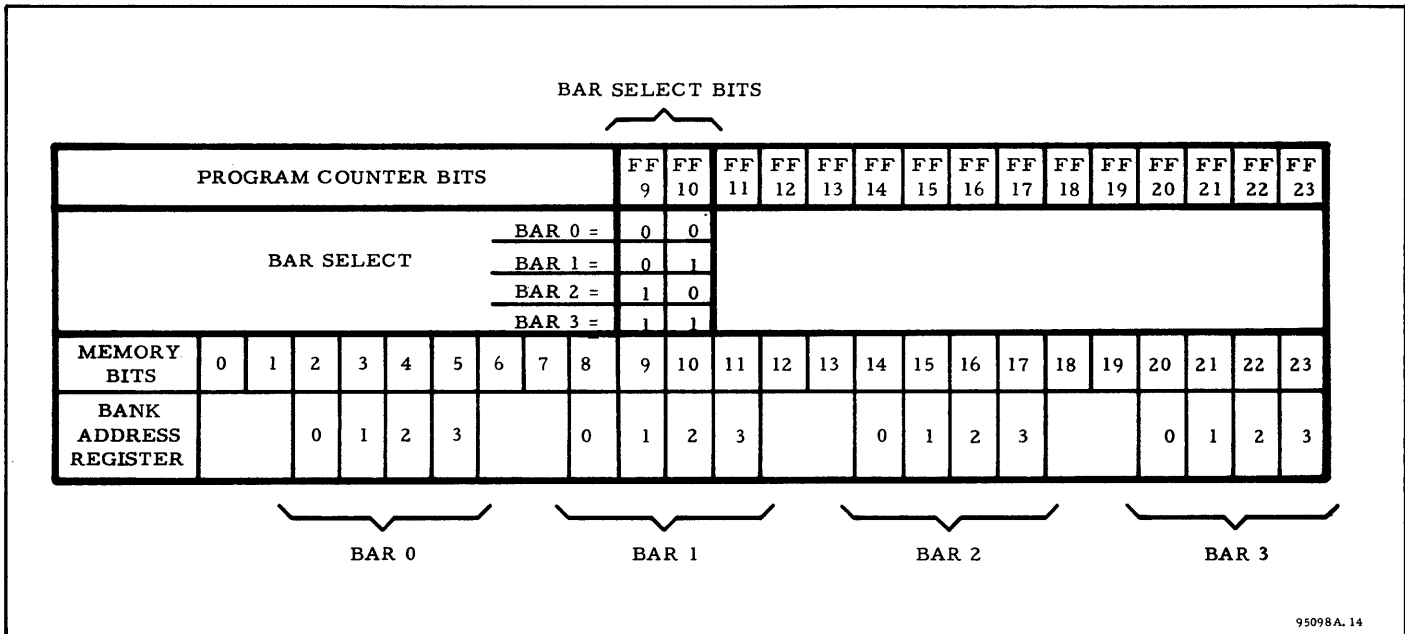 BAR SELECT BITS
PROGRAM COUNTER BITS FF 9 FF 10 FF 11 FF 12 FF 13 FF 14 FF 15 FF 16 FF 17 FF 18 FF 19 FF 20 FF 21 FF 22 FF 23
BAR SELECT
BAR 0 = 0 0
BAR 1 = 0 1
BAR 2 = 1 0
BAR 3 = 1 1
MEMORY BITS 0 1 2 3 4 5 6 7 8 9 10 11 12 13 14 15 16 17 18 19 20 21 22 23
BANK ADDRESS REGISTER 0 1 2 3 0 1 2 3 0 1 2 3 0 1 2 3
BAR 0 BAR 1 BAR 2 BAR 3
95098A.14